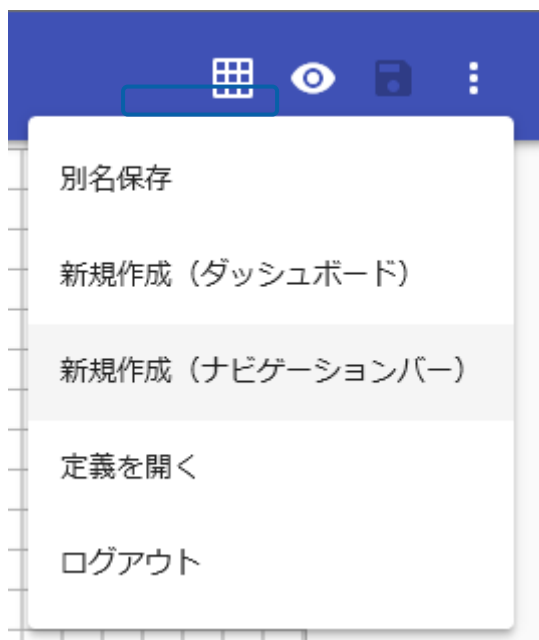 別名保存
新規作成（ダッシュボード）
新規作成（ナビゲーションバー）
定義を開く
ログアウト